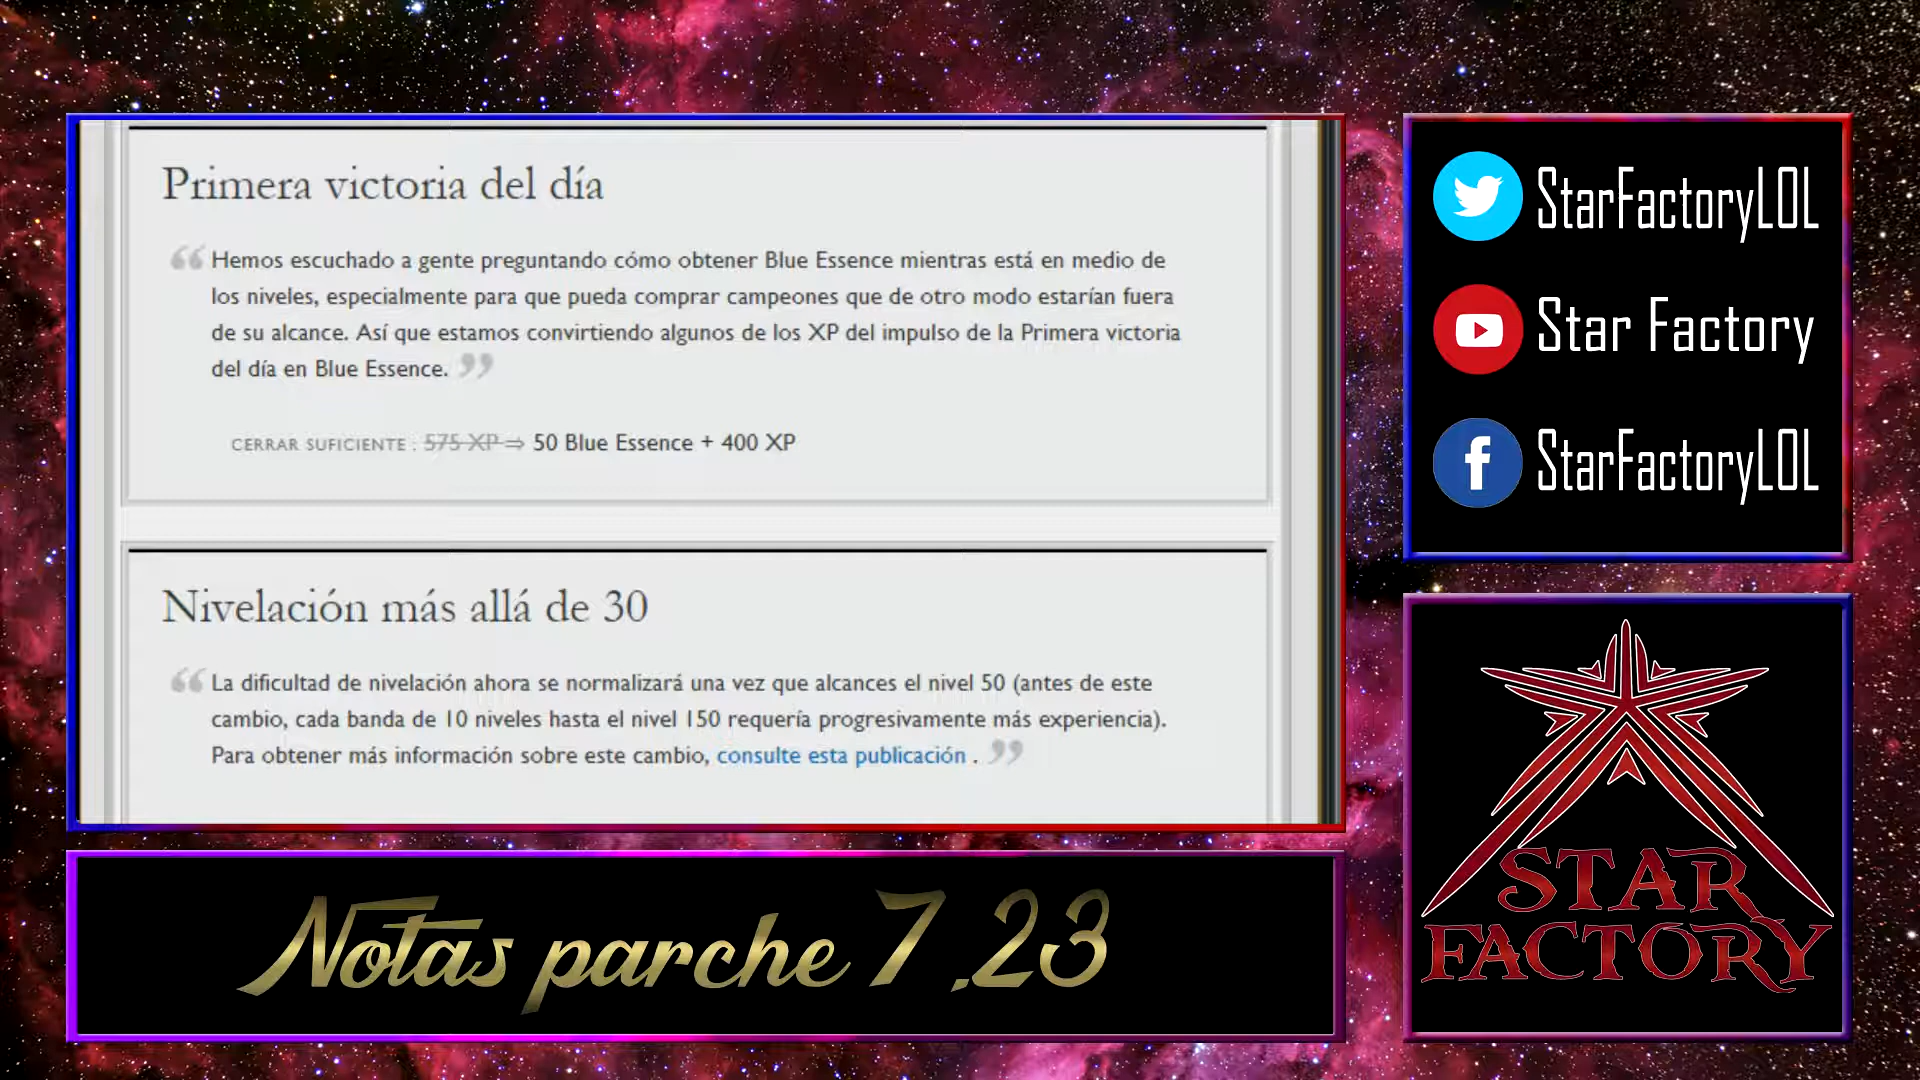 Primera victoria del día
“Hemos escuchado a gente preguntando cómo obtener Blue Essence mientras está en medio de
los niveles, especialmente para que pueda comprar campeones que de otro modo estarían fuera
de su alcance. Así que estamos convirtiendo algunos de los XP del impulso de la Primera victoria
del día en Blue Essence. ”
CERRAR SUFICIENTE : 575 XP ⇒ 50 Blue Essence + 400 XP
Nivelación más allá de 30
“La dificultad de nivelación ahora se normalizará una vez que alcances el nivel 50 (antes de este
cambio, cada banda de 10 niveles hasta el nivel 150 requería progresivamente más experiencia).
Para obtener más información sobre este cambio, consulte esta publicación . ”
Notas parche 7.23
StarFactoryLOL
Star Factory
f StarFactoryLOL
STAR
FACTORY